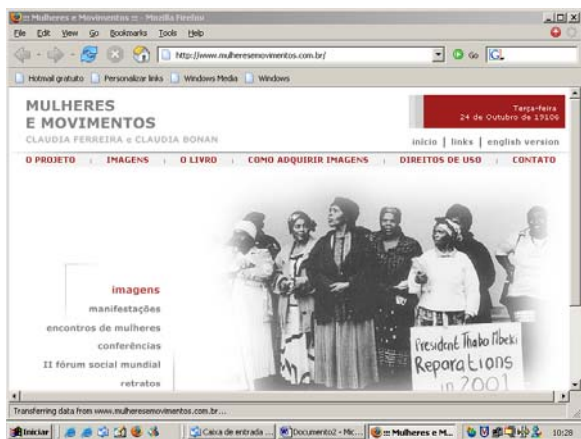 ::: Mulheres e Movimentos ::: - Mozilla Firefox
File Edit View Go Bookmarks Tools Help
http://www.mulheresemovimentos.com.br/ Go
Hotmail gratuito Personalizar links Windows Media Windows
MULHERES
E MOVIMENTOS
CLAUDIA FERREIRA e CLAUDIA BONAN
Terça-feira
24 de Outubro de 19106
início | links | english version
O PROJETO | IMAGENS | O LIVRO | COMO ADQUIRIR IMAGENS | DIREITOS DE USO | CONTATO
imagens
manifestações
encontros de mulheres
conferências
II fórum social mundial
retratos
President Thabo Mbeki
Reparations
in 2001
Transferring data from www.mulheresemovimentos.com.br...
Iniciar Caixa de entrada ... Documento2 - Mic... ::: Mulheres e M... 10:28